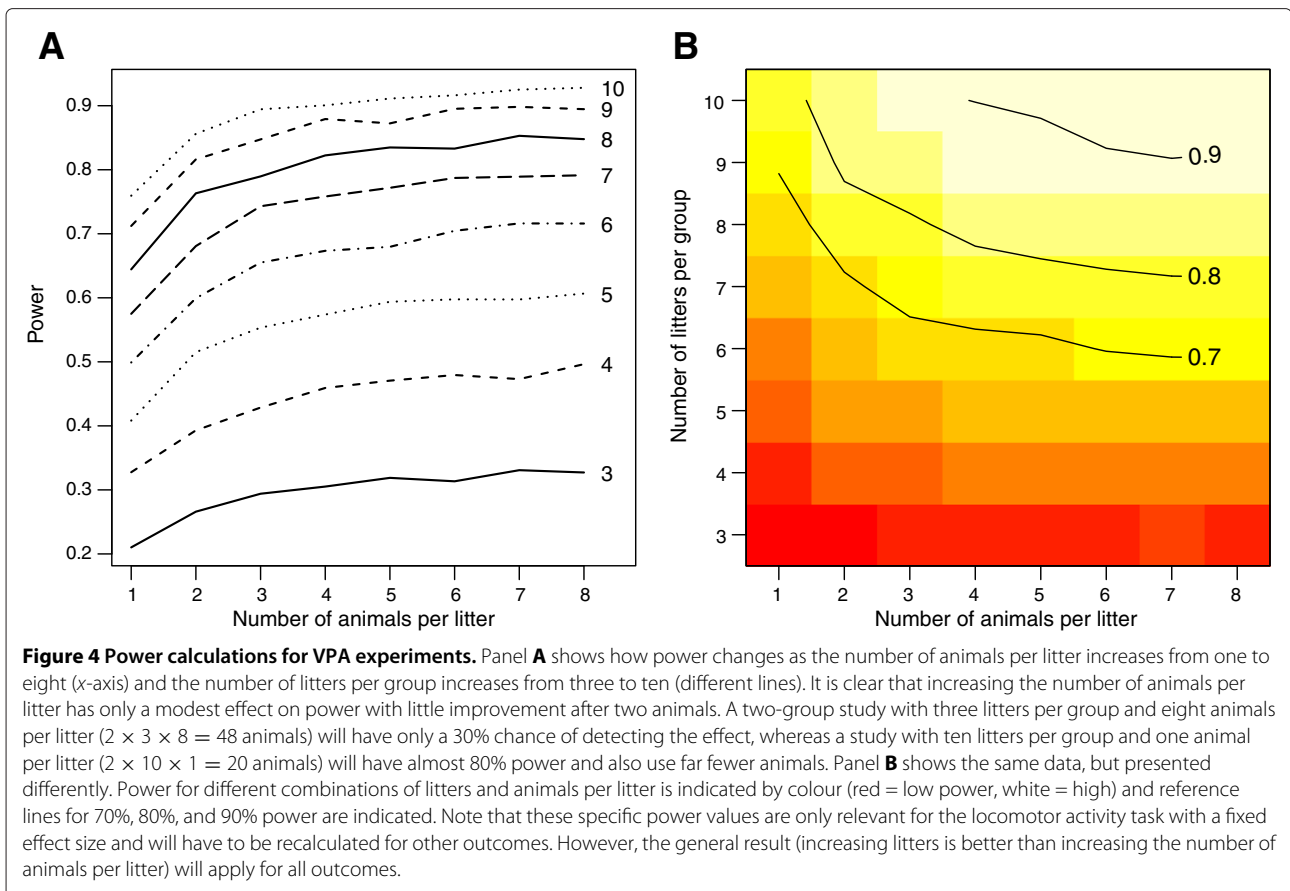 A
0.9
0.8
0.7
0.6
0.5
0.4
0.3
0.2
Power
1 2 3 4 5 6 7 8
Number of animals per litter
10
9
8
7
6
5
4
3
B
10
9
8
7
6
5
4
3
Number of litters per group
1 2 3 4 5 6 7 8
Number of animals per litter
0.9
0.8
0.7
Figure 4 Power calculations for VPA experiments. Panel A shows how power changes as the number of animals per litter increases from one to
eight (x-axis) and the number of litters per group increases from three to ten (different lines). It is clear that increasing the number of animals per
litter has only a modest effect on power with little improvement after two animals. A two-group study with three litters per group and eight animals
per litter (2 × 3 × 8 = 48 animals) will have only a 30% chance of detecting the effect, whereas a study with ten litters per group and one animal
per litter (2 × 10 × 1 = 20 animals) will have almost 80% power and also use far fewer animals. Panel B shows the same data, but presented
differently. Power for different combinations of litters and animals per litter is indicated by colour (red = low power, white = high) and reference
lines for 70%, 80%, and 90% power are indicated. Note that these specific power values are only relevant for the locomotor activity task with a fixed
effect size and will have to be recalculated for other outcomes. However, the general result (increasing litters is better than increasing the number of
animals per litter) will apply for all outcomes.